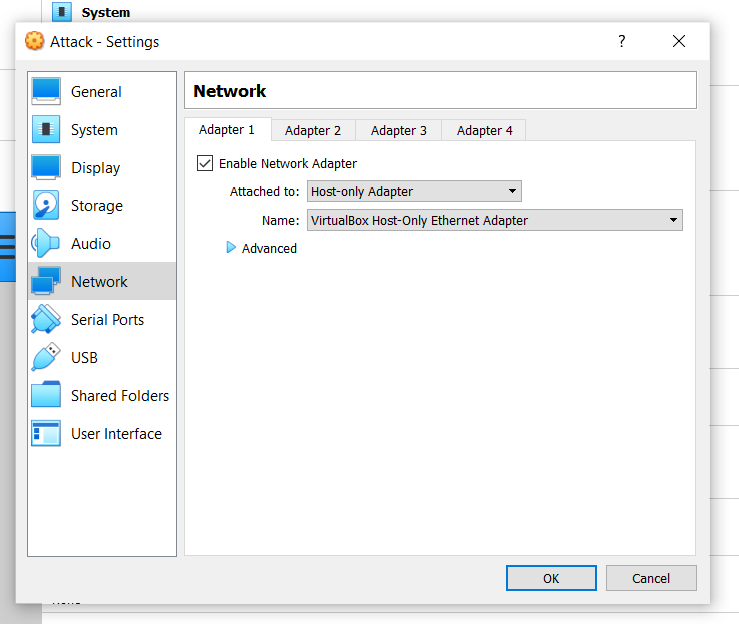 System
Attack - Settings
?
General
System
Display
Storage
Audio
Network
Serial Ports
USB
Shared Folders
User Interface
Network
Adapter 1 Adapter 2 Adapter 3 Adapter 4
Enable Network Adapter
Attached to: Host-only Adapter
Name: VirtualBox Host-Only Ethernet Adapter
Advanced
OK Cancel